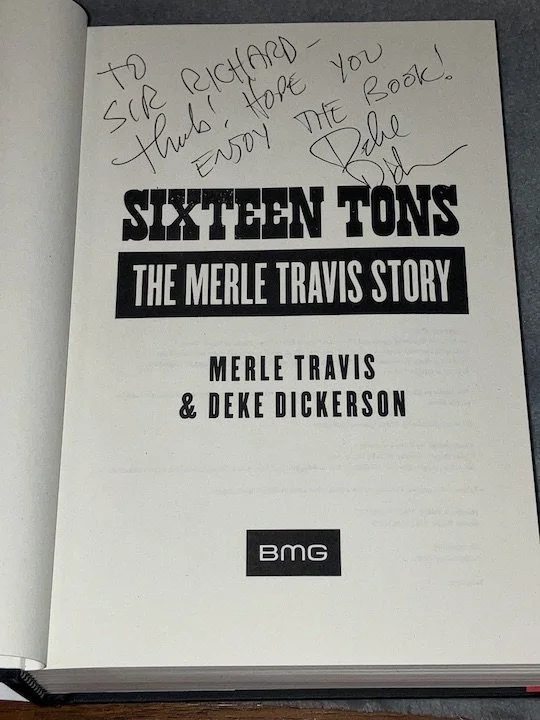 TO
SIR RICHARD-
thanks! HOPE YOU
ENJOY THE BOOK!
Deke
SIXTEEN TONS
THE MERLE TRAVIS STORY
MERLE TRAVIS
& DEKE DICKERSON
BMG